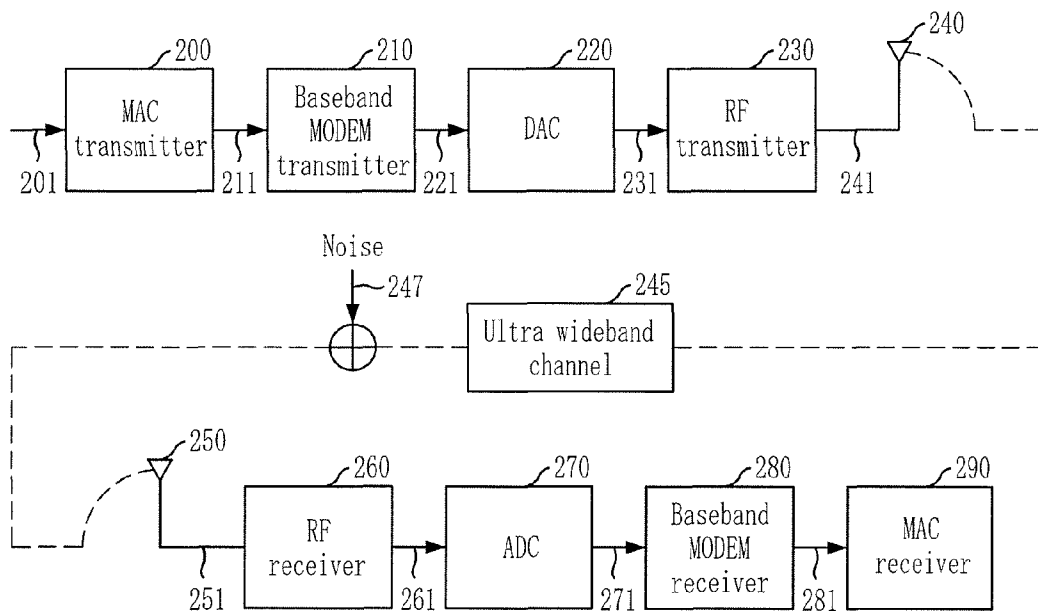 200
210
220
230
240
MAC
transmitter
Baseband
MODEM
transmitter
DAC
RF
transmitter
201
211
221
231
241
Noise
247
245
Ultra wideband
channel
250
260
270
280
290
RF
receiver
ADC
Baseband
MODEM
receiver
MAC
receiver
251
261
271
281